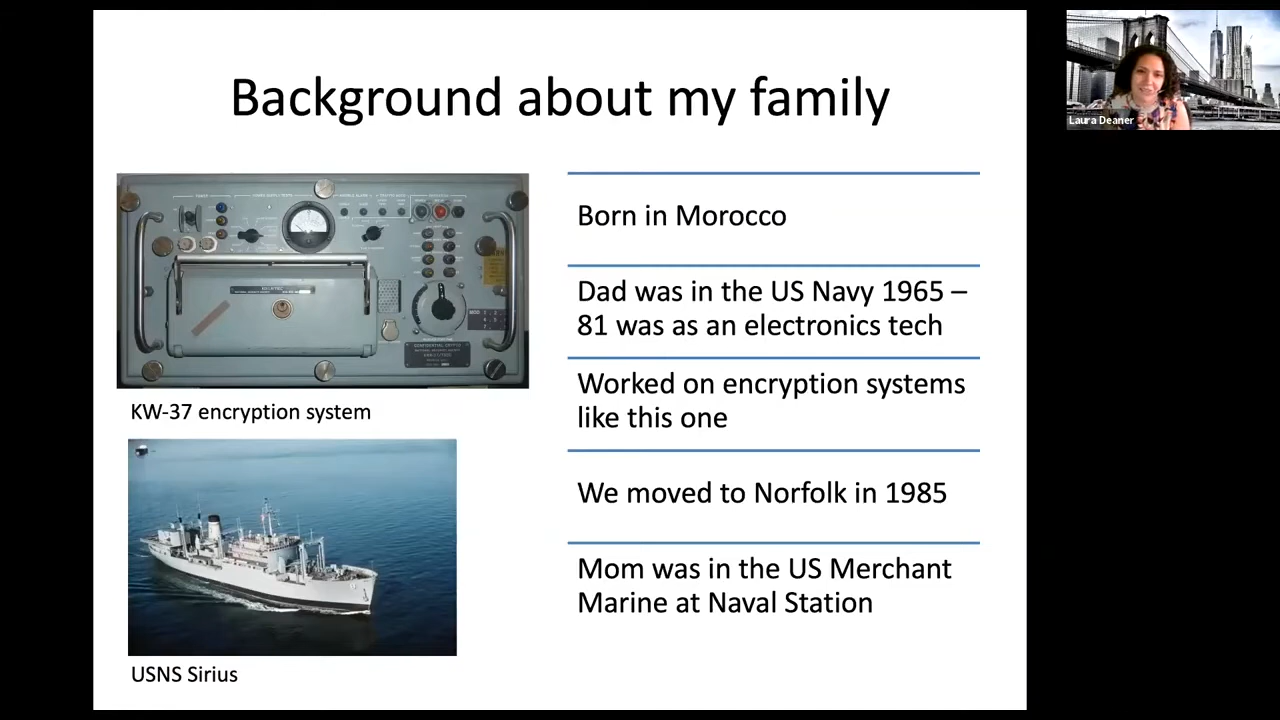 Background about my family
Born in Morocco
Dad was in the US Navy 1965 –
81 was as an electronics tech
Worked on encryption systems
like this one
We moved to Norfolk in 1985
Mom was in the US Merchant
Marine at Naval Station
KW-37 encryption system
USNS Sirius
Laura Deaner